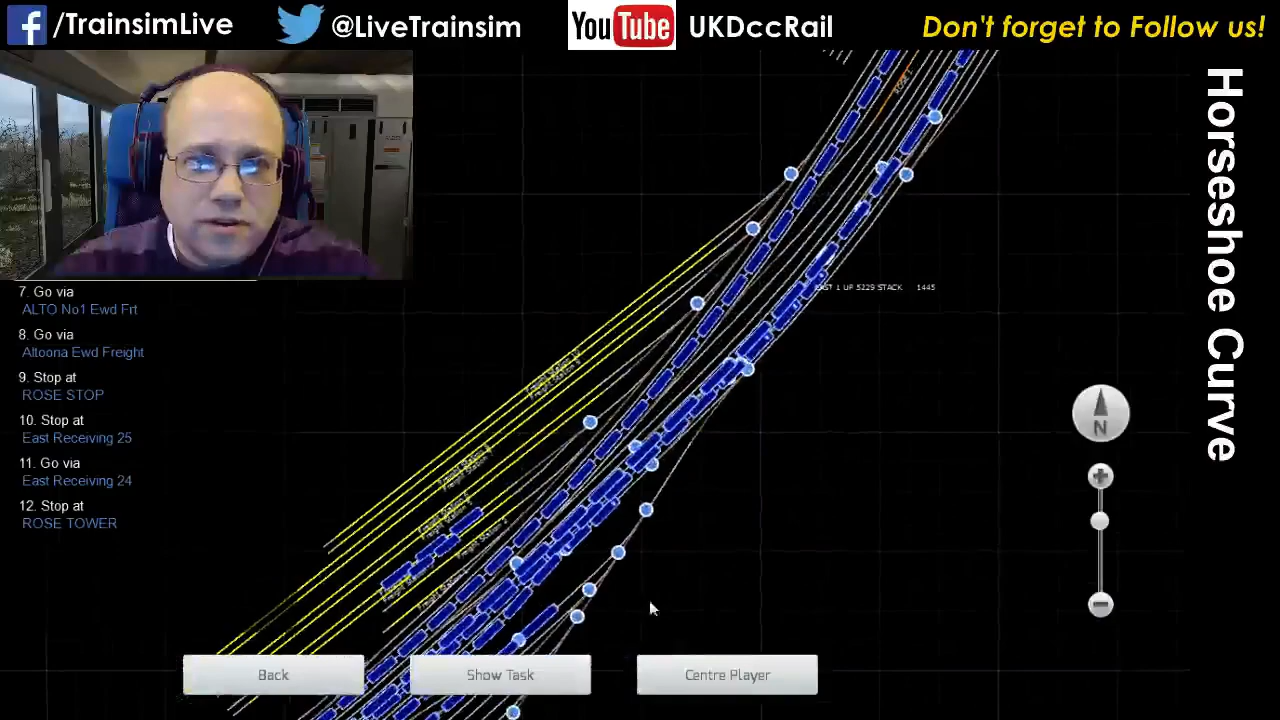 f /TrainsimLive
@LiveTrainsim
You Tube UKDccRail
Don't forget to Follow us!
Horseshoe Curve
7. Go via
ALTO No1 Ewd Frt
8. Go via
Altoona Ewd Freight
9. Stop at
ROSE STOP
10. Stop at
East Receiving 25
11. Go via
East Receiving 24
12. Stop at
ROSE TOWER
EAST 1 UP 5229 STACK 1445
N
Back
Show Task
Centre Player